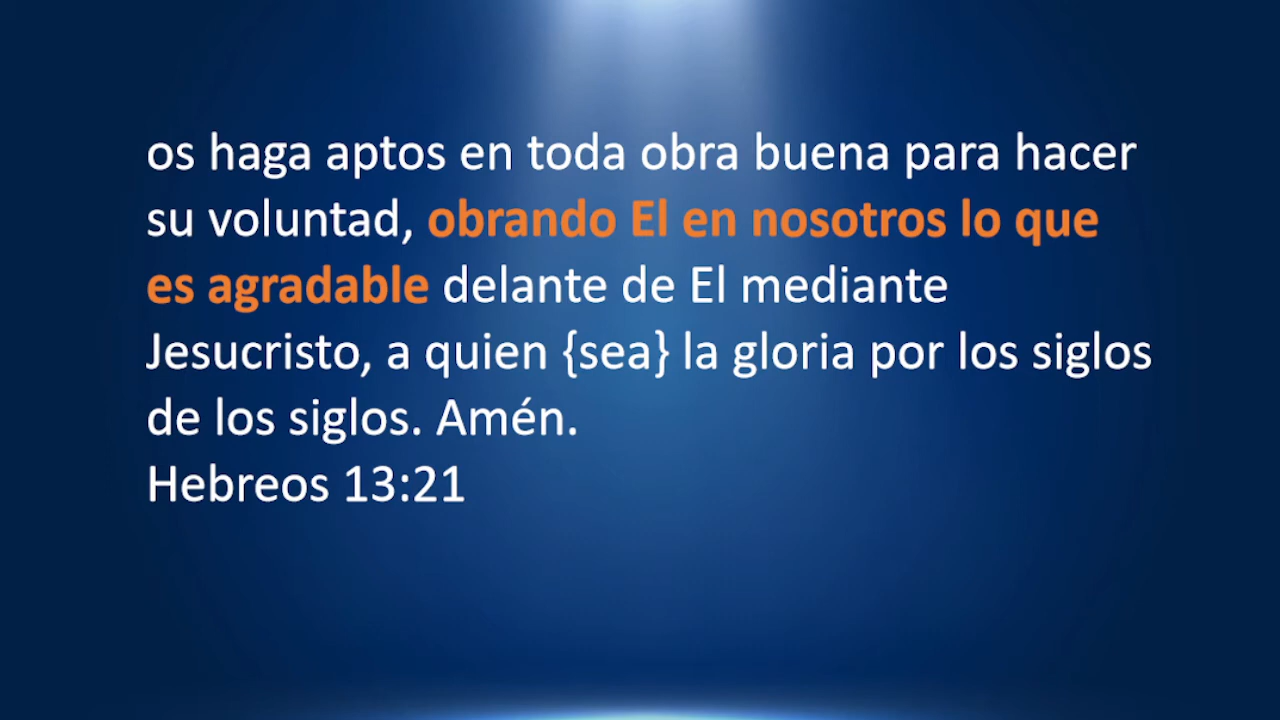 os haga aptos en toda obra buena para hacer
su voluntad, obrando El en nosotros lo que
es agradable delante de El mediante
Jesucristo, a quien {sea} la gloria por los siglos
de los siglos. Amén.
Hebreos 13:21